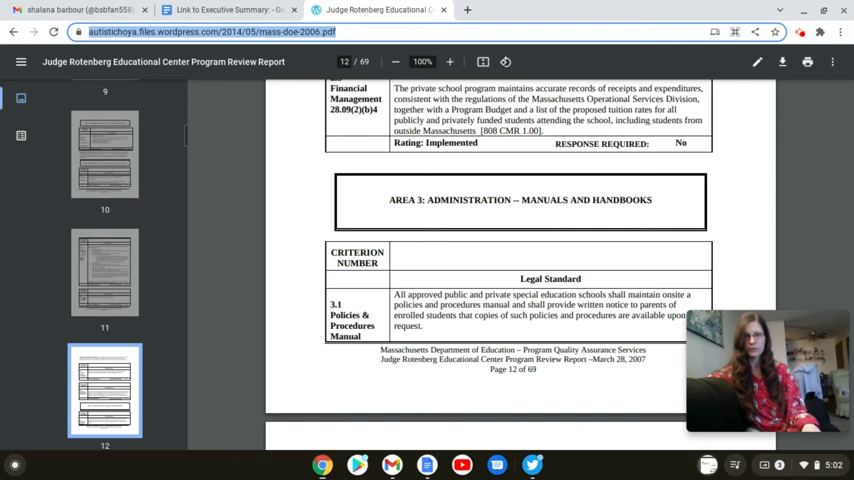 shalana barbour (@bsbfan558)
Link to Executive Summary: - Go
Judge Rotenberg Educational C
autistichoya.files.wordpress.com/2014/05/mass-doe-2006.pdf
Judge Rotenberg Educational Center Program Review Report
12 / 69
100%
9
10
11
12
Financial
Management
28.09(2)(b)4
The private school program maintains accurate records of receipts and expenditures,
consistent with the regulations of the Massachusetts Operational Services Division,
together with a Program Budget and a list of the proposed tuition rates for all
publicly and privately funded students attending the school, including students from
outside Massachusetts [808 CMR 1.00].
Rating: Implemented
RESPONSE REQUIRED: No
AREA 3: ADMINISTRATION -- MANUALS AND HANDBOOKS
CRITERION
NUMBER
Legal Standard
3.1
Policies &
Procedures
Manual
All approved public and private special education schools shall maintain onsite a
policies and procedures manual and shall provide written notice to parents of
enrolled students that copies of such policies and procedures are available upon
request.
Massachusetts Department of Education – Program Quality Assurance Services
Judge Rotenberg Educational Center Program Review Report –March 28, 2007
Page 12 of 69
3
5:02